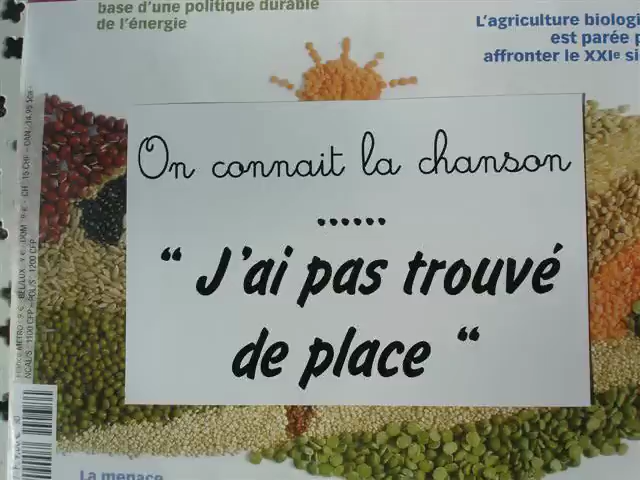 base d'une politique durable
de l'énergie
L'agriculture biologi
est parée p
affronter le XXIe si
On connait la chanson
......
“ J'ai pas trouvé
de place “
La menace